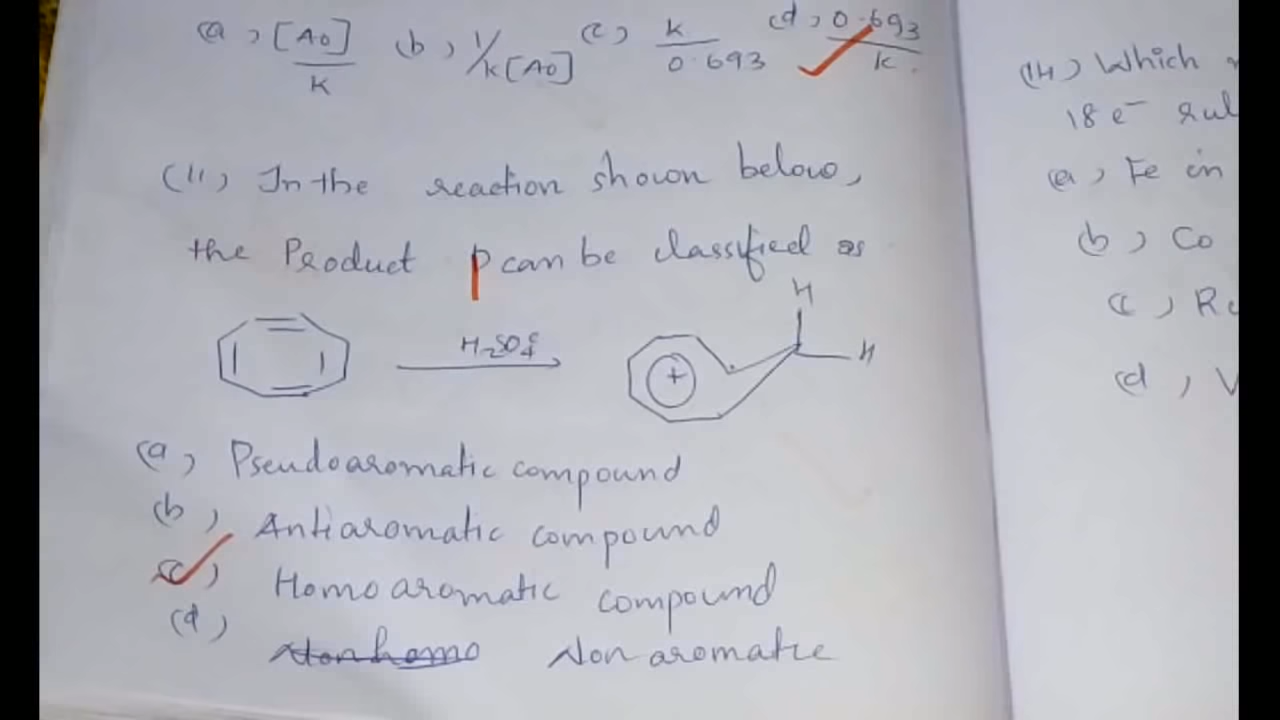 (a) [A0]/k (b) 1/k[A0] (c) k/0.693 (d) 0.693/k
(11) In the reaction shown below,
the Product P can be classified as
H
H2SO4
+
H
(a) Pseudoaromatic compound
(b) Antiaromatic compound
(c) Homoaromatic compound
(d) Non aromatic
(14) Which
18 e- rul
(a) Fe in
(b) Co
(c) R
(d) V